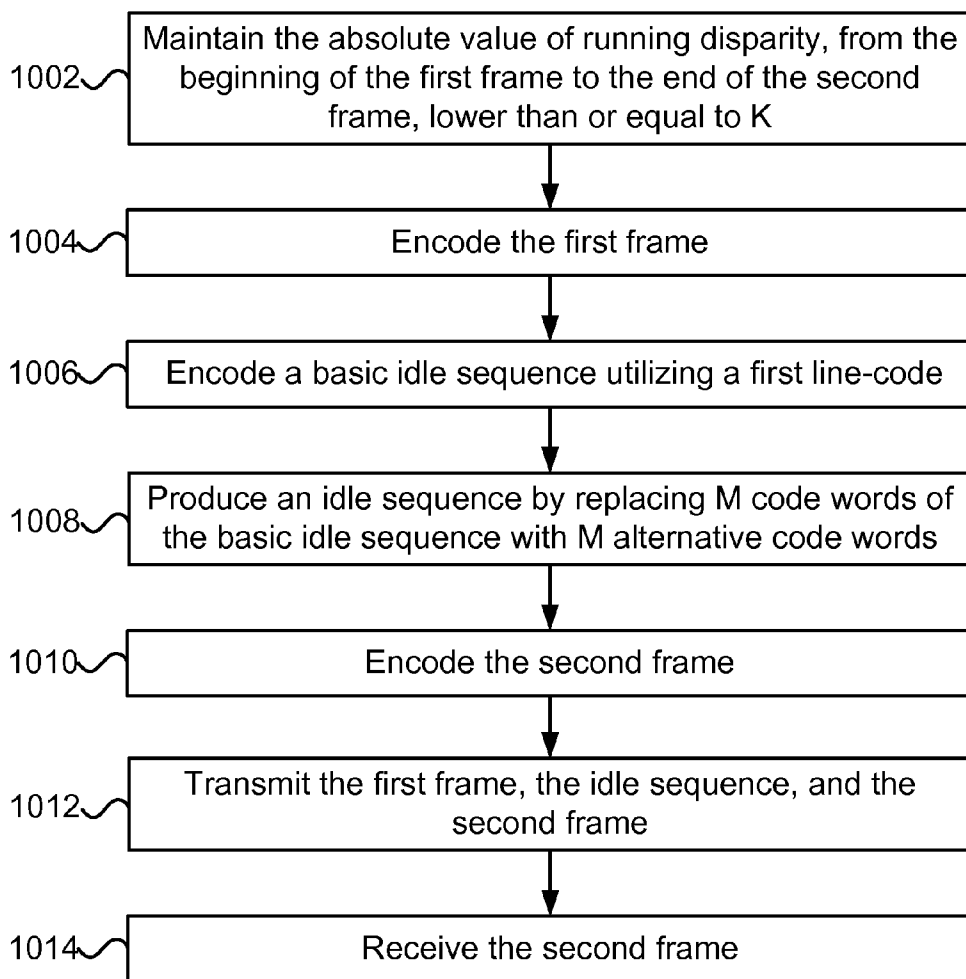 Maintain the absolute value of running disparity, from the
1002
beginning of the first frame to the end of the second
frame, lower than or equal to K
1004
Encode the first frame
1006
Encode a basic idle sequence utilizing a first line-code
Produce an idle sequence by replacing M code words of
1008
the basic idle sequence with M alternative code words
1010
Encode the second frame
Transmit the first frame, the idle sequence, and the
1012
second frame
1014
Receive the second frame